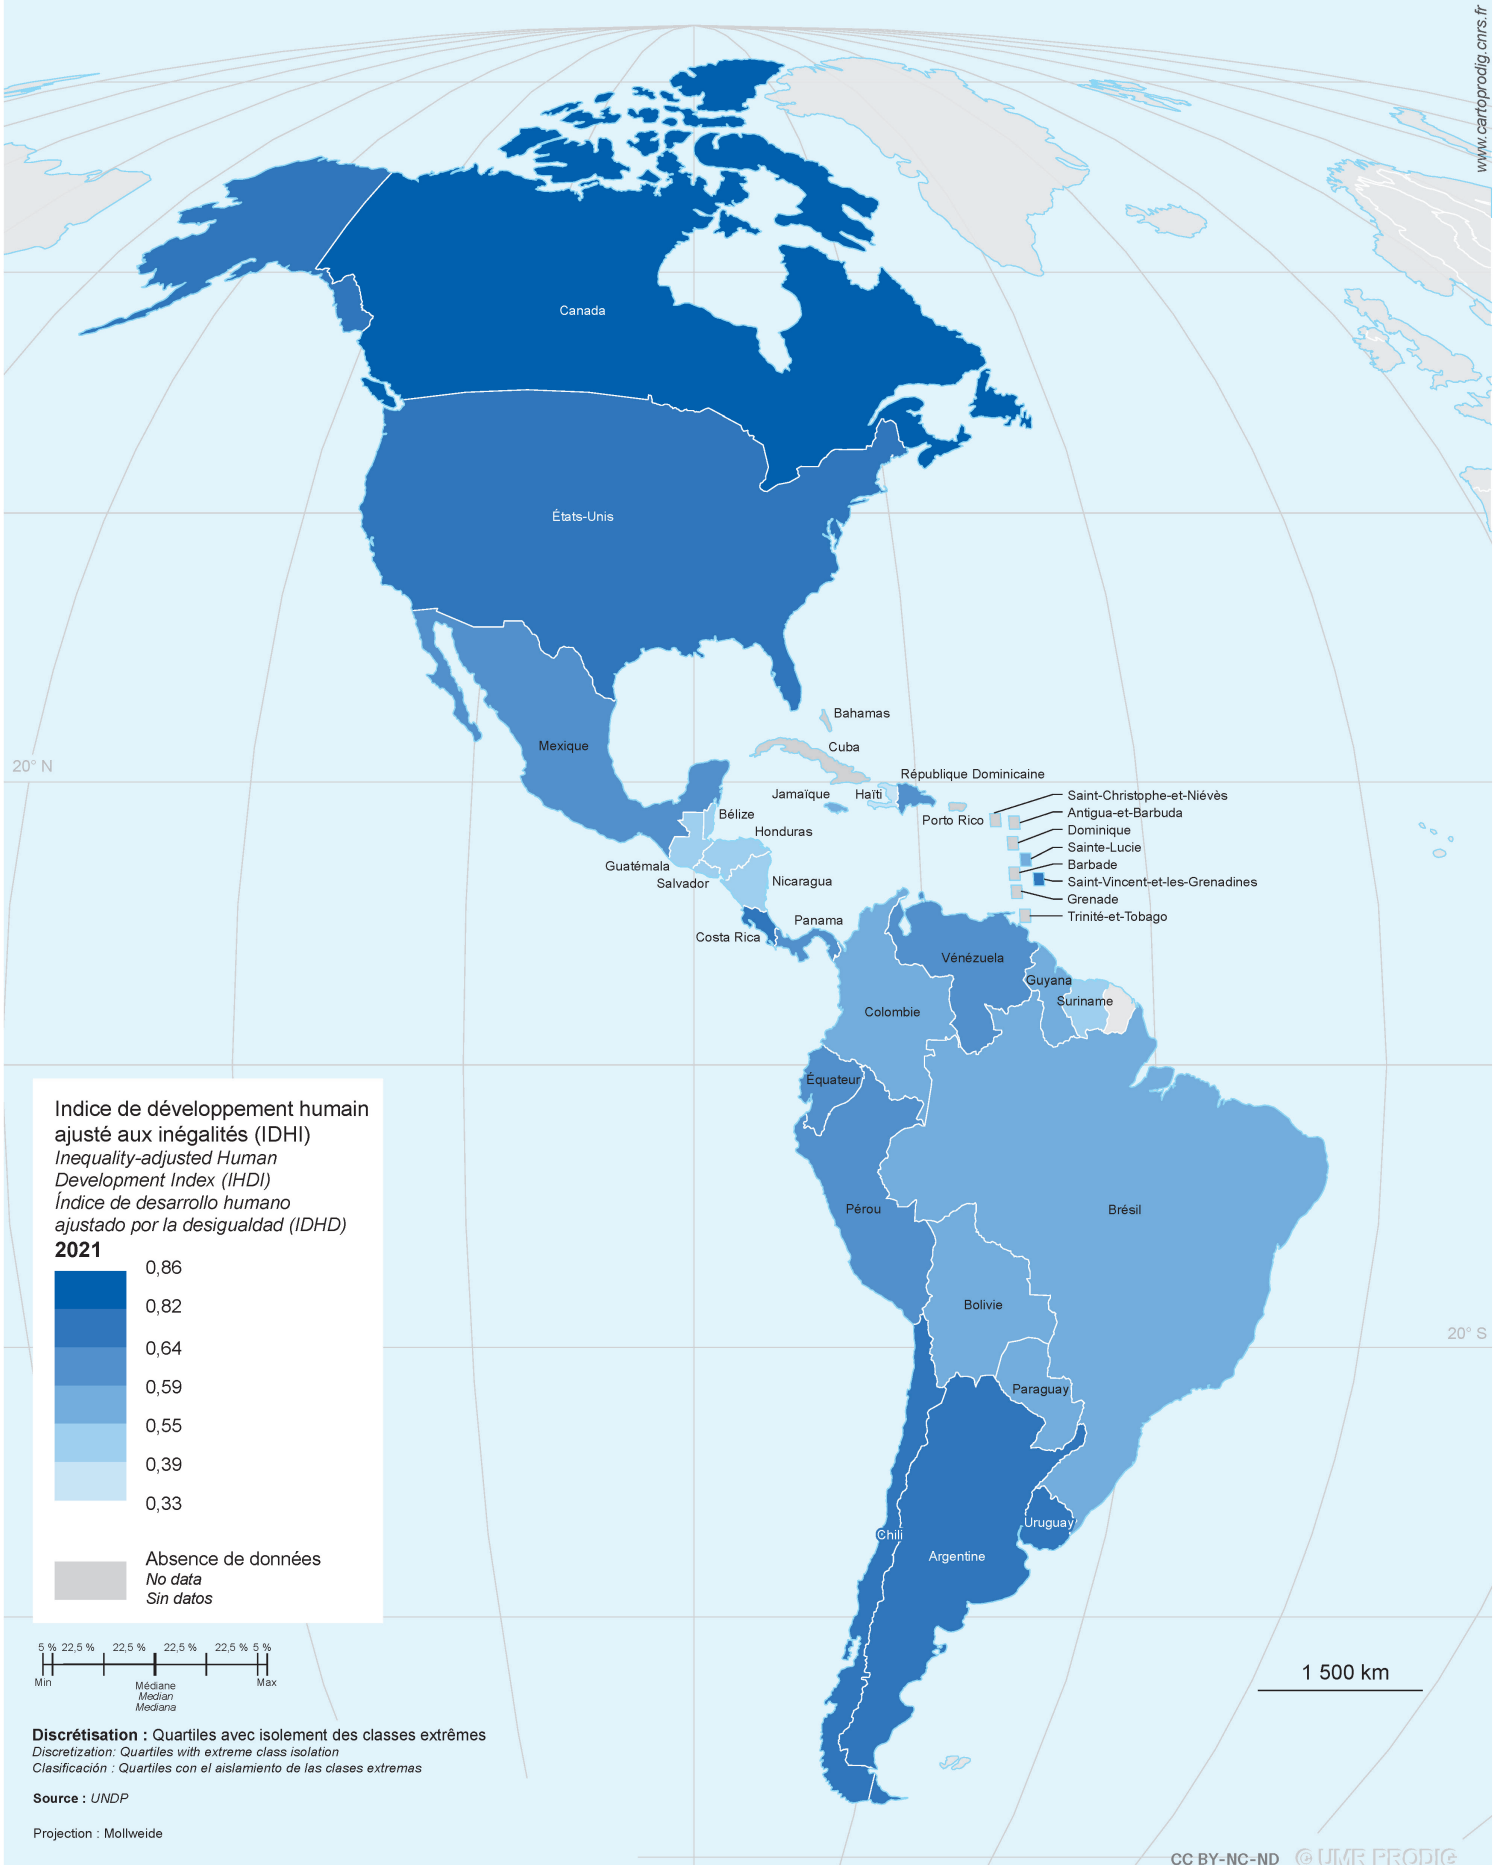 www.cartoprodig.cnrs.fr
Canada
États-Unis
Bahamas
Mexique
Cuba
20° N
République Dominicaine
Jamaïque
Haïti
Saint-Christophe-et-Niévès
Antigua-et-Barbuda
Bélize
Porto Rico
Dominique
Honduras
Sainte-Lucie
Guatémala
Barbade
Salvador
Nicaragua
Saint-Vincent-et-les-Grenadines
Grenade
Panama
Trinité-et-Tobago
Costa Rica
Vénézuela
Guyana
Suriname
Colombie
Équateur
Pérou
Brésil
Bolivie
20° S
Paraguay
Uruguay
Chili
Argentine
Indice de développement humain
ajusté aux inégalités (IDHI)
Inequality-adjusted Human
Development Index (IHDI)
Índice de desarrollo humano
ajustado por la desigualdad (IDHD)
2021
0,86
0,82
0,64
0,59
0,55
0,39
0,33
Absence de données
No data
Sin datos
5 % 22,5 % 22,5 % 22,5 % 22,5 % 5 %
Min Max
Médiane
Median
Mediana
1 500 km
Discrétisation : Quartiles avec isolement des classes extrêmes
Discretization: Quartiles with extreme class isolation
Clasificación : Quartiles con el aislamiento de las clases extremas
Source : UNDP
Projection : Mollweide
CC BY-NC-ND © UMR PRODIG